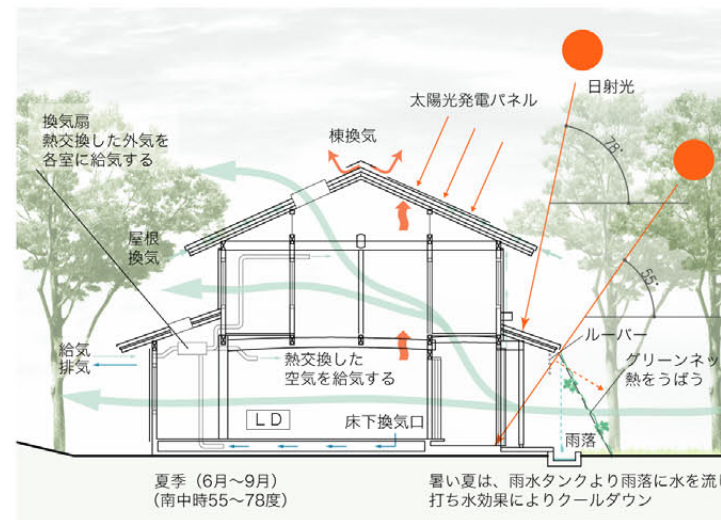 日射光
太陽光発電パネル
換気扇
熱交換した外気を
各室に給気する
棟換気
78°
屋根
換気
55°
ルーバー
給気
排気
グリーンネッ
熱をうばう
熱交換した
空気を給気する
LD
床下換気口
雨落
夏季（6月〜9月）
（南中時55〜78度）
暑い夏は、雨水タンクより雨落に水を流し
打ち水効果によりクールダウン